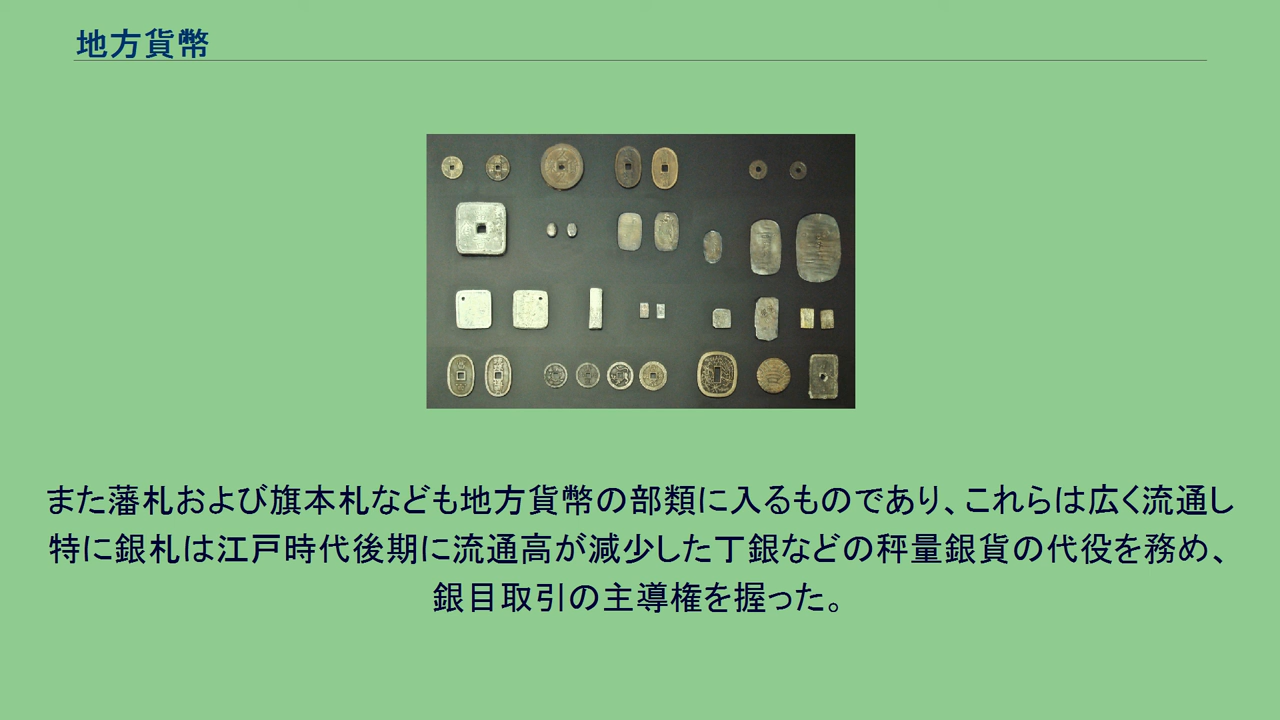 地方貨幣
また藩札および旗本札なども地方貨幣の部類に入るものであり、これらは広く流通し
特に銀札は江戸時代後期に流通高が減少した丁銀などの秤量銀貨の代役を務め、
銀目取引の主導権を握った。